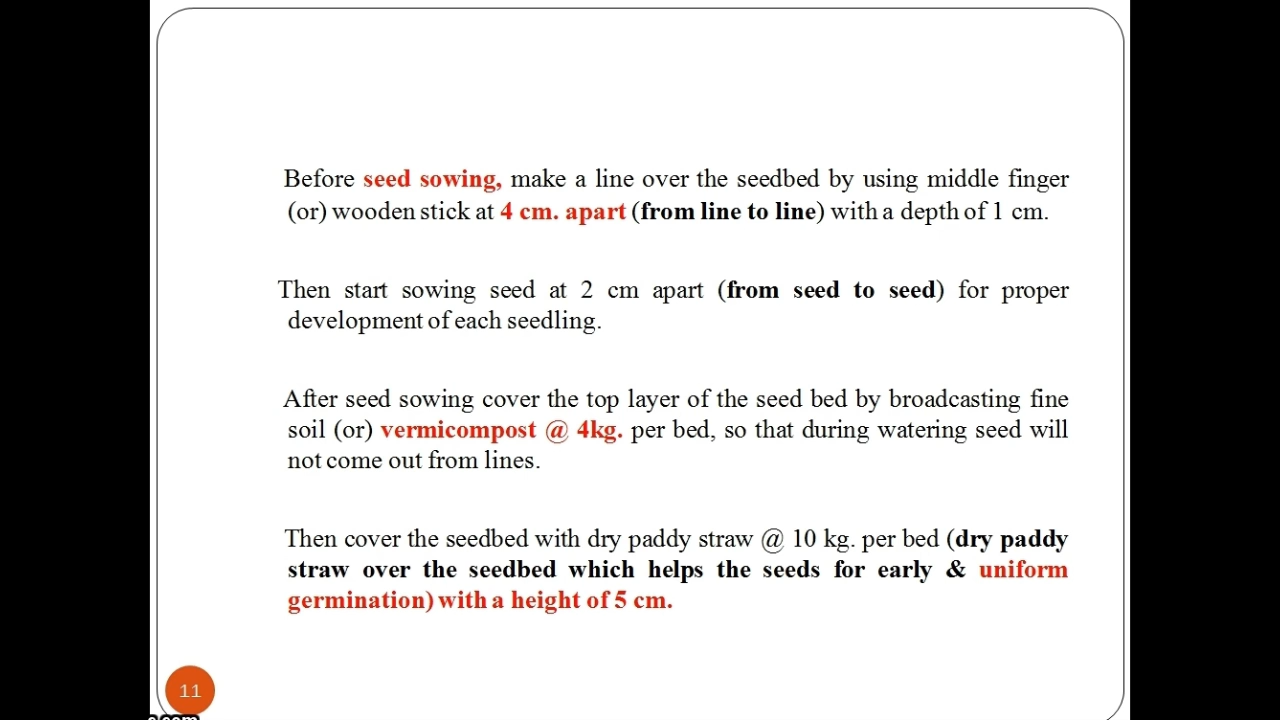 Before seed sowing, make a line over the seedbed by using middle finger
(or) wooden stick at 4 cm. apart (from line to line) with a depth of 1 cm.
Then start sowing seed at 2 cm apart (from seed to seed) for proper
development of each seedling.
After seed sowing cover the top layer of the seed bed by broadcasting fine
soil (or) vermicompost @ 4kg. per bed, so that during watering seed will
not come out from lines.
Then cover the seedbed with dry paddy straw @ 10 kg. per bed (dry paddy
straw over the seedbed which helps the seeds for early & uniform
germination) with a height of 5 cm.
11